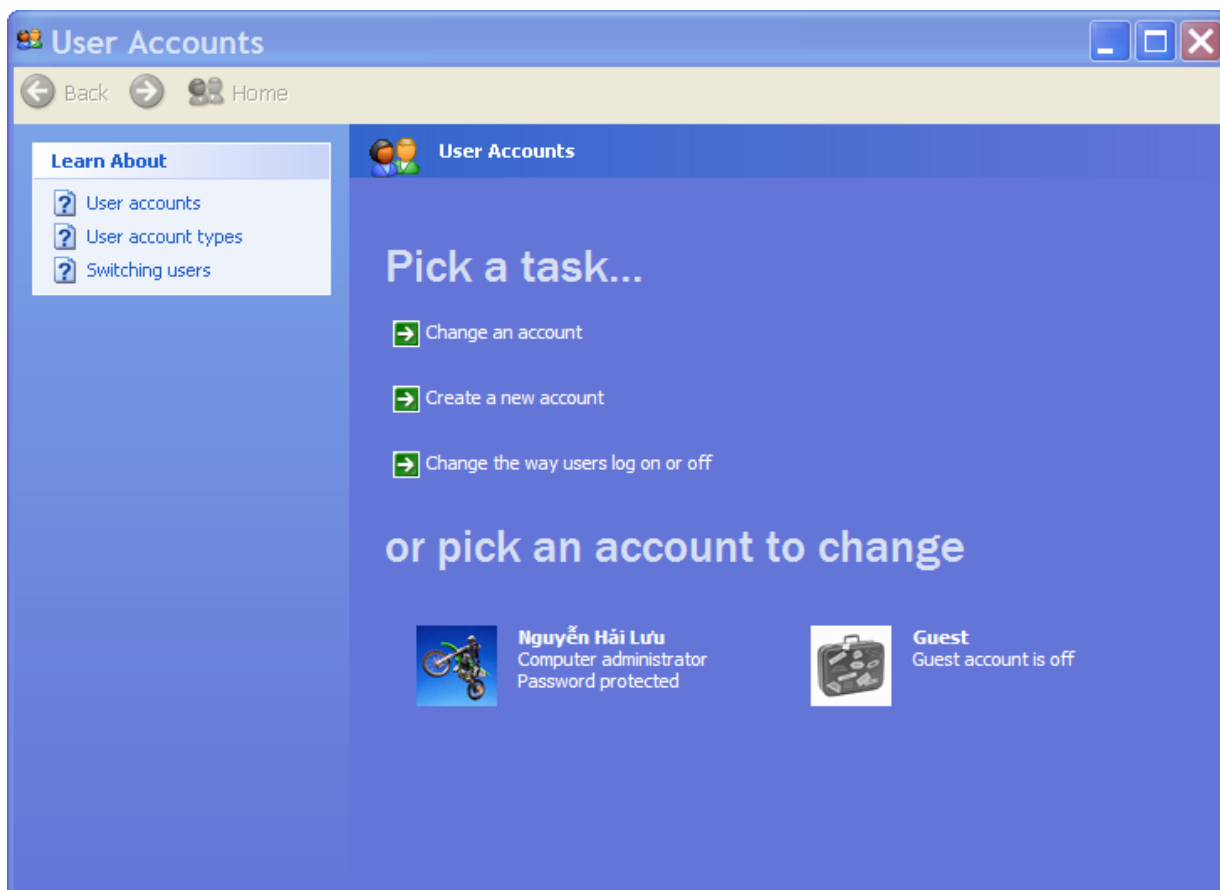 User Accounts
Back
Home
Learn About
User accounts
User account types
Switching users
User Accounts
Pick a task...
Change an account
Create a new account
Change the way users log on or off
or pick an account to change
Nguyễn Hải Lưu
Computer administrator
Password protected
Guest
Guest account is off